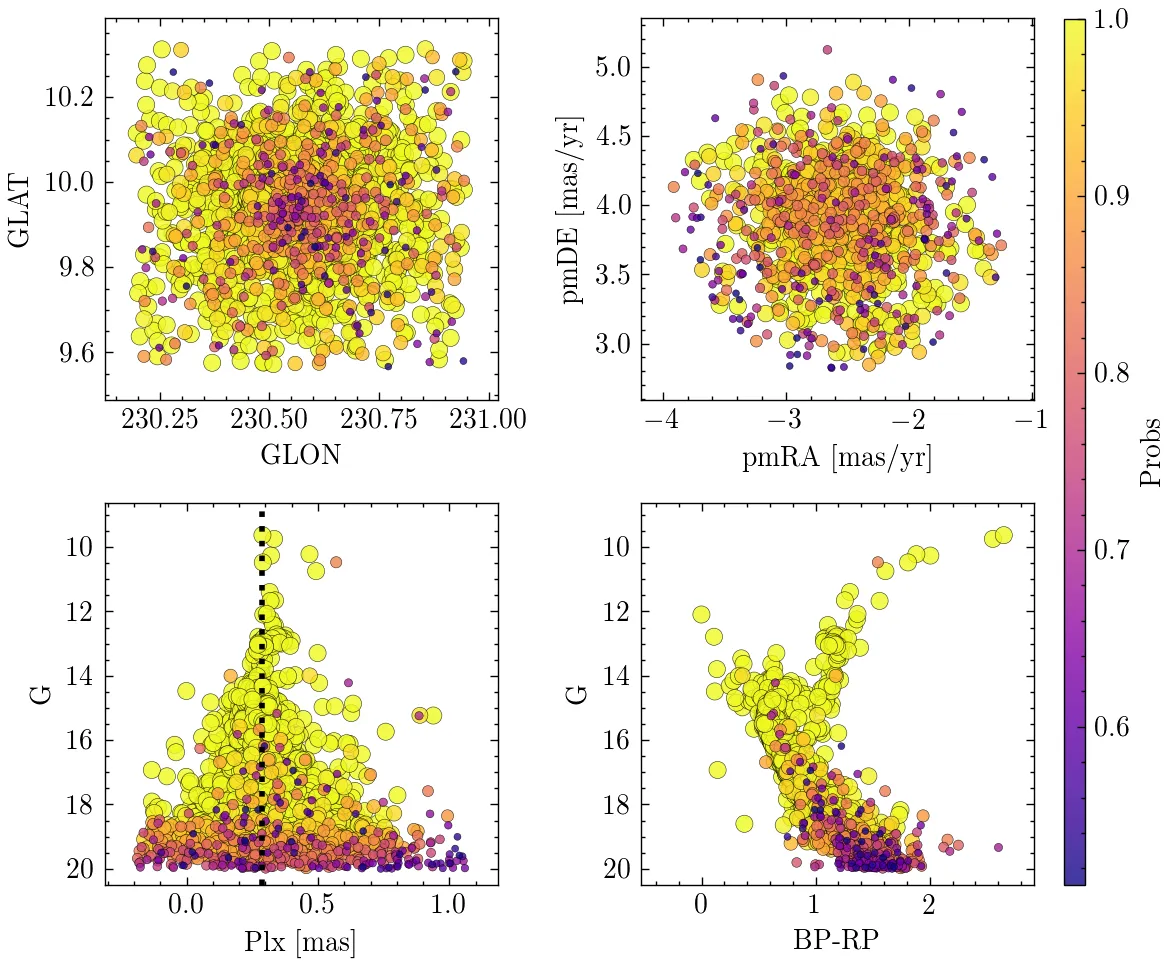 10.2
10.0
9.8
9.6
GLAT
230.25 230.50 230.75 231.00
GLON
5.0
4.5
4.0
3.5
3.0
pmDE [mas/yr]
−4 −3 −2 −1
pmRA [mas/yr]
1.0
0.9
0.8
0.7
0.6
Probs
10
12
14
16
18
20
G
0.0 0.5 1.0
Plx [mas]
10
12
14
16
18
20
G
0 1 2
BP-RP